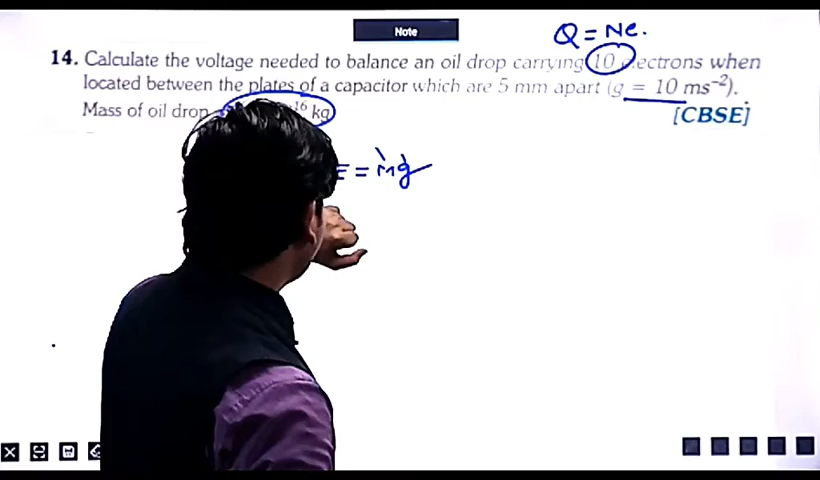 Note
Q = Ne.
14. Calculate the voltage needed to balance an oil drop carrying 10 electrons when
located between the plates of a capacitor which are 5 mm apart (g = 10 ms⁻²).
Mass of oil drop ⁻¹⁶ kg
[CBSE]
E = mg